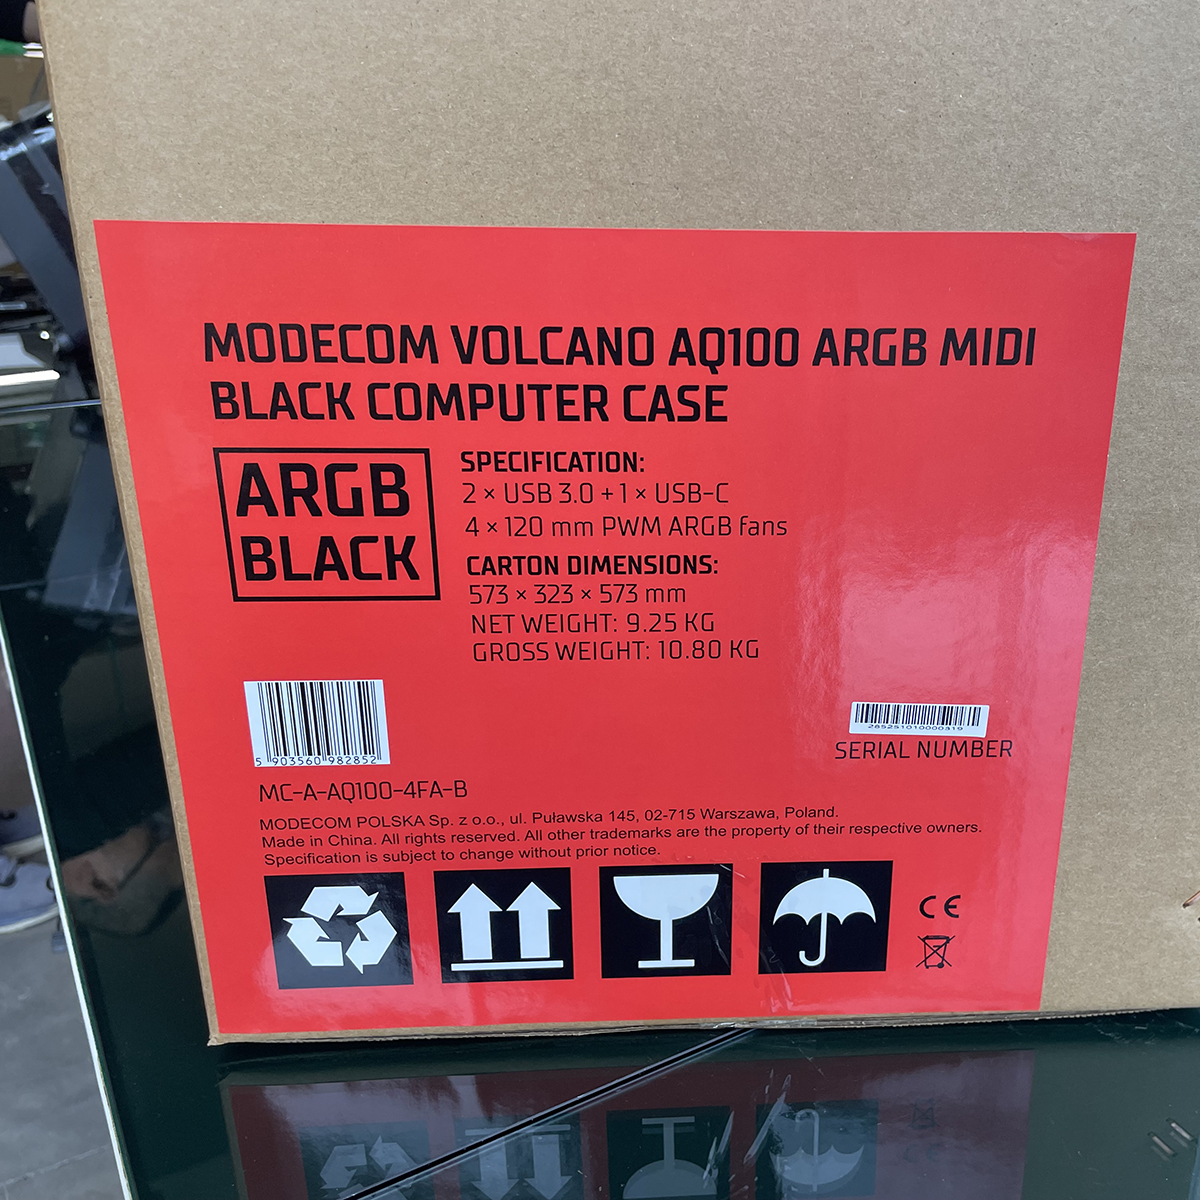 MODECOM VOLCANO AQ100 ARGB MIDI
BLACK COMPUTER CASE
ARGB
BLACK
SPECIFICATION:
2 × USB 3.0 + 1 × USB-C
4 × 120 mm PWM ARGB fans
CARTON DIMENSIONS:
573 × 323 × 573 mm
NET WEIGHT: 9.25 KG
GROSS WEIGHT: 10.80 KG
5 903560 982852
285251010000319
SERIAL NUMBER
MC-A-AQ100-4FA-B
MODECOM POLSKA Sp. z o.o., ul. Puławska 145, 02-715 Warszawa, Poland.
Made in China. All rights reserved. All other trademarks are the property of their respective owners.
Specification is subject to change without prior notice.
CE